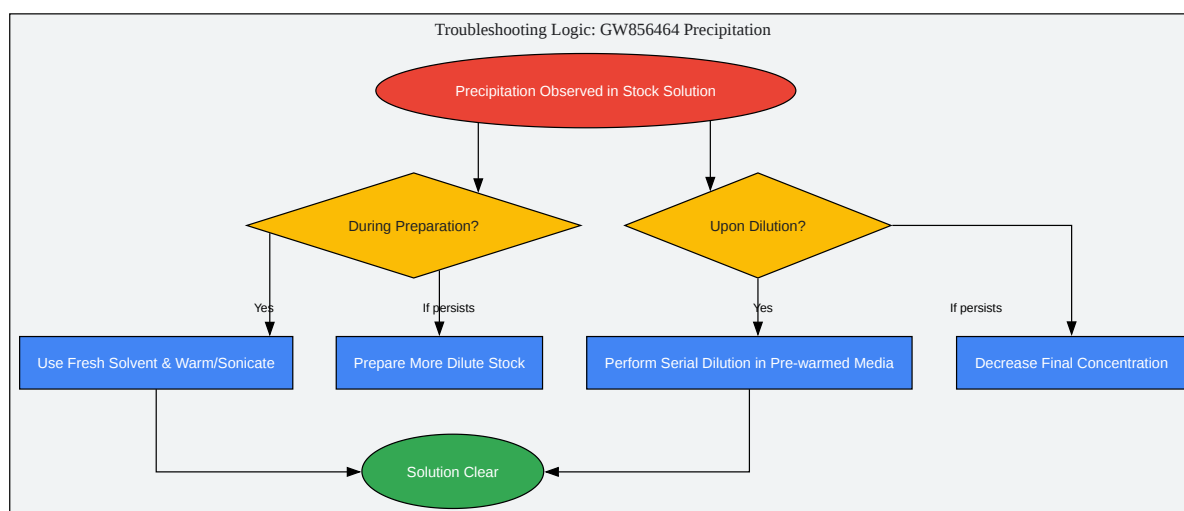 Troubleshooting Logic: GW856464 Precipitation
Precipitation Observed in Stock Solution
During Preparation?
Upon Dilution?
Yes
If persists
Yes
If persists
Use Fresh Solvent & Warm/Sonicate
Prepare More Dilute Stock
Perform Serial Dilution in Pre-warmed Media
Decrease Final Concentration
Solution Clear